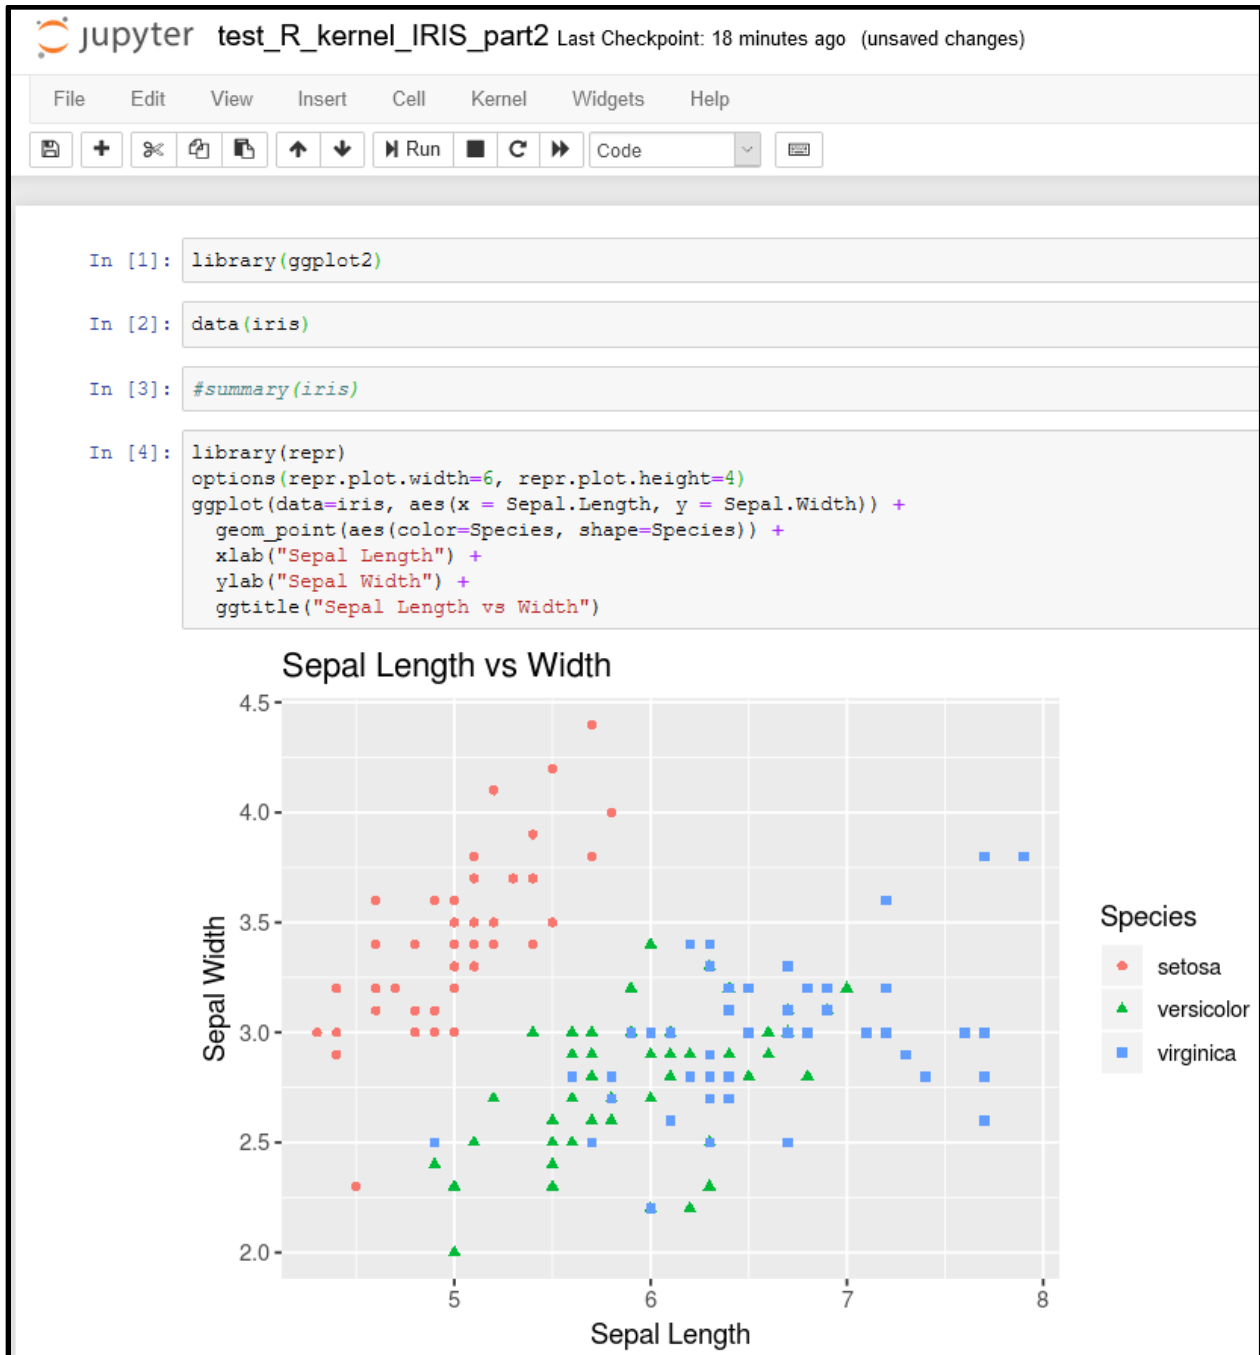 jupyter test_R_kernel_IRIS_part2 Last Checkpoint: 18 minutes ago (unsaved changes)
File Edit View Insert Cell Kernel Widgets Help
Run Code
In [1]: library(ggplot2)
In [2]: data(iris)
In [3]: #summary(iris)
In [4]: library(repr)
options(repr.plot.width=6, repr.plot.height=4)
ggplot(data=iris, aes(x = Sepal.Length, y = Sepal.Width)) +
  geom_point(aes(color=Species, shape=Species)) +
  xlab("Sepal Length") +
  ylab("Sepal Width") +
  ggtitle("Sepal Length vs Width")
Sepal Length vs Width
4.5
4.0
3.5
3.0
2.5
2.0
Sepal Width
5 6 7 8
Sepal Length
Species
setosa
versicolor
virginica